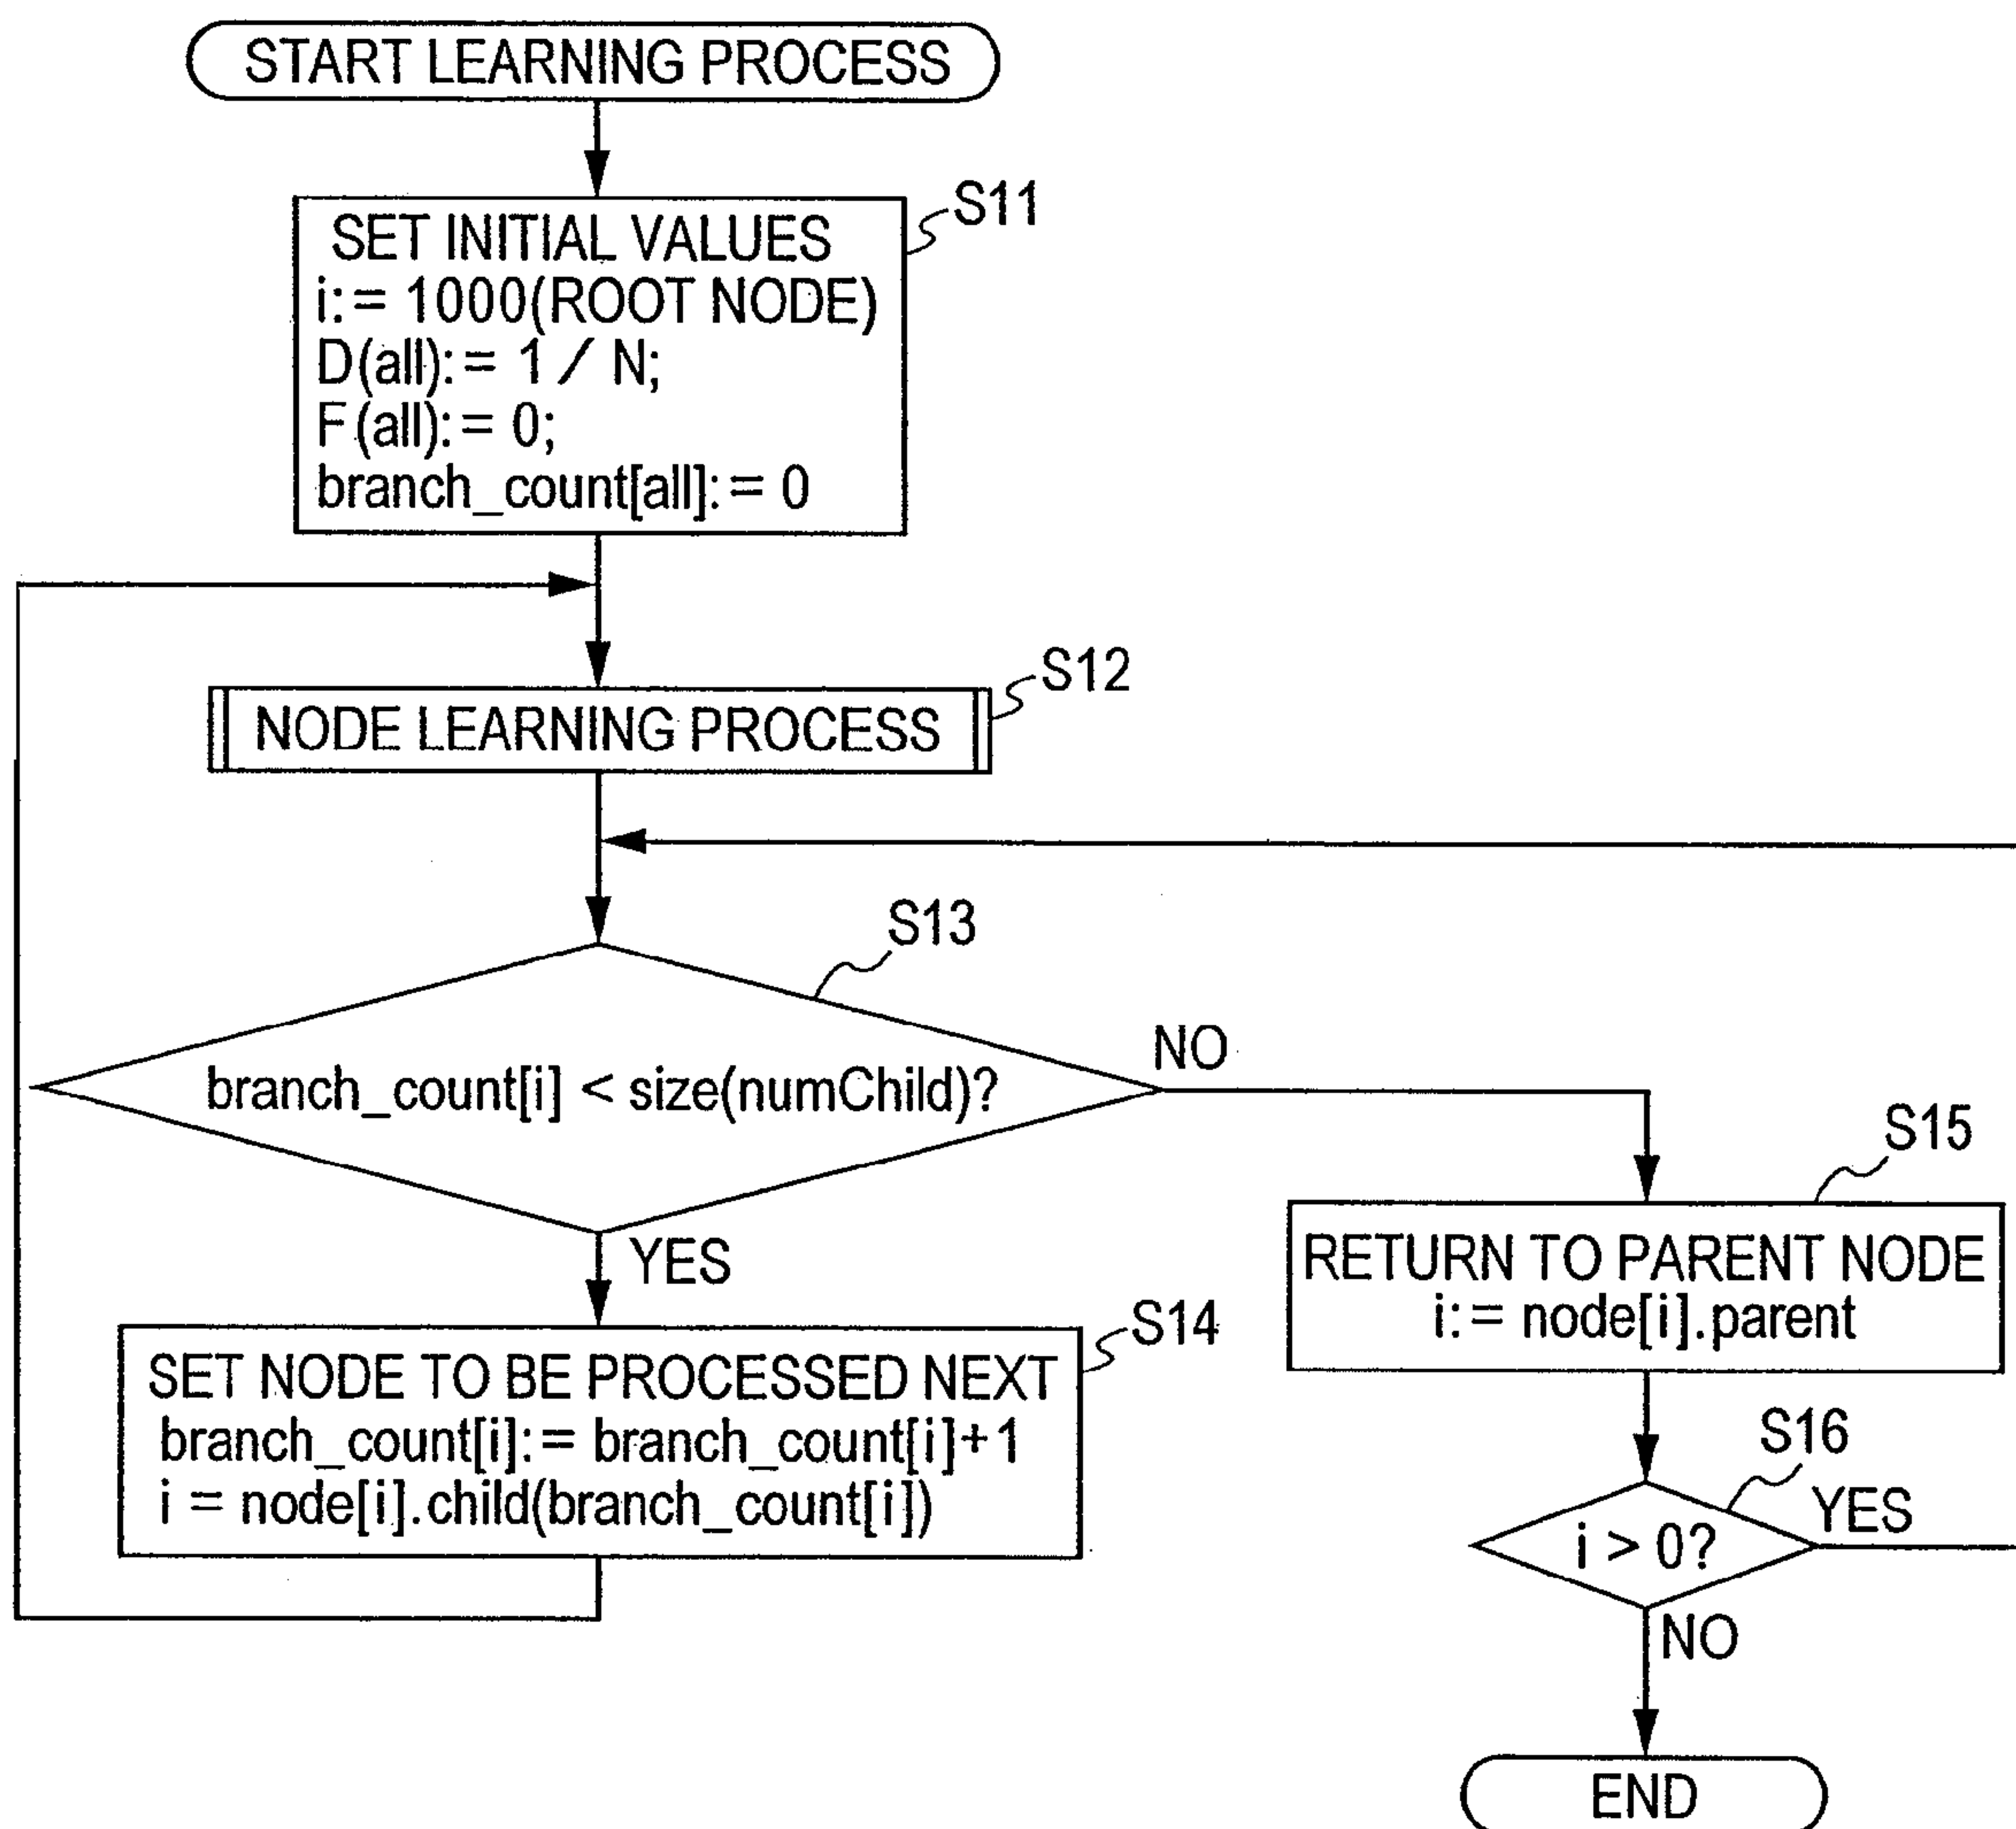 START LEARNING PROCESS
S11
SET INITIAL VALUES
i:= 1000(ROOT NODE)
D(all):= 1 / N;
F(all):= 0;
branch_count[all]:= 0
S12
NODE LEARNING PROCESS
S13
branch_count[i] < size(numChild)?
NO
YES
S14
SET NODE TO BE PROCESSED NEXT
branch_count[i]:= branch_count[i]+1
i = node[i].child(branch_count[i])
S15
RETURN TO PARENT NODE
i:= node[i].parent
S16
i > 0?
YES
NO
END